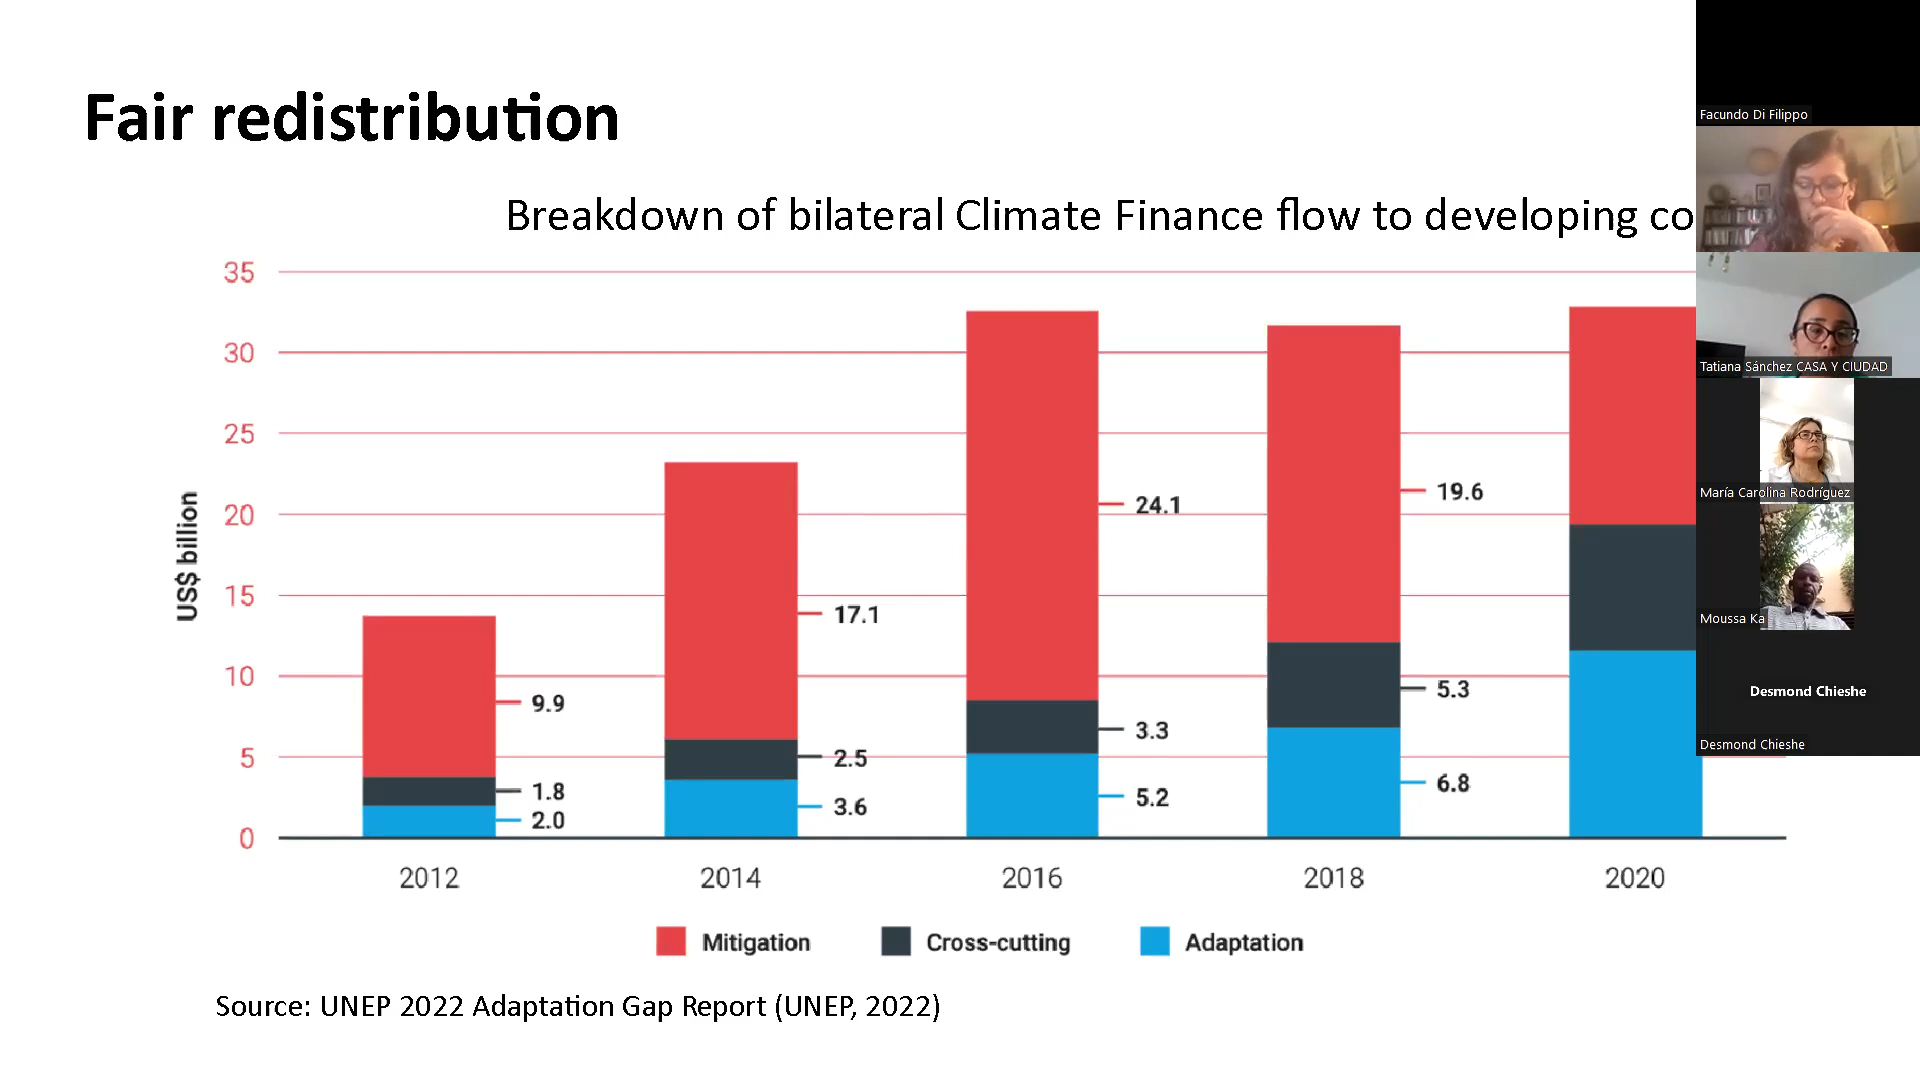 Fair redistribution
Breakdown of bilateral Climate Finance flow to developing co
US$ billion
35
30
25
20
15
10
5
0
9.9
1.8
2.0
17.1
2.5
3.6
24.1
3.3
5.2
19.6
5.3
6.8
2012
2014
2016
2018
2020
Mitigation
Cross-cutting
Adaptation
Source: UNEP 2022 Adaptation Gap Report (UNEP, 2022)
Facundo Di Filippo
Tatiana Sánchez CASA Y CIUDAD
María Carolina Rodríguez
Moussa Ka
Desmond Chieshe
Desmond Chieshe